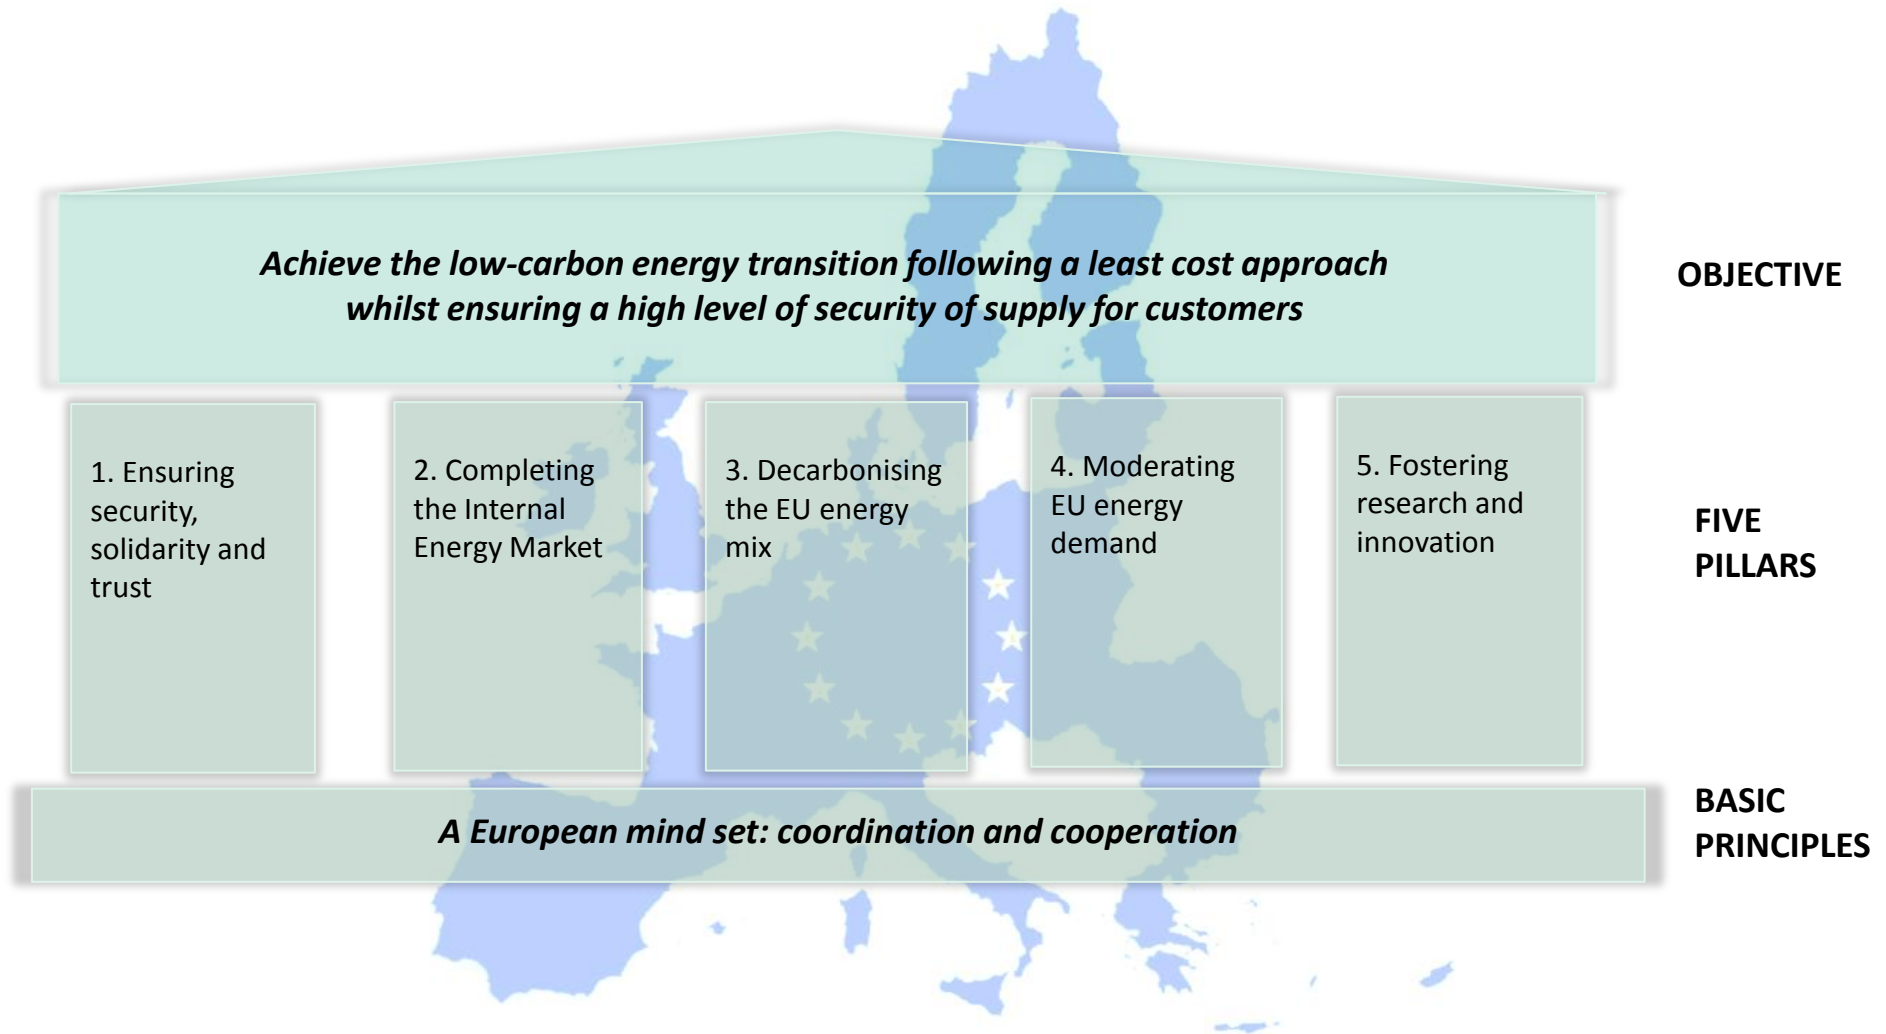 Achieve the low-carbon energy transition following a least cost approach
whilst ensuring a high level of security of supply for customers
OBJECTIVE
1. Ensuring
security,
solidarity and
trust
2. Completing
the Internal
Energy Market
3. Decarbonising
the EU energy
mix
4. Moderating
EU energy
demand
5. Fostering
research and
innovation
FIVE
PILLARS
A European mind set: coordination and cooperation
BASIC
PRINCIPLES